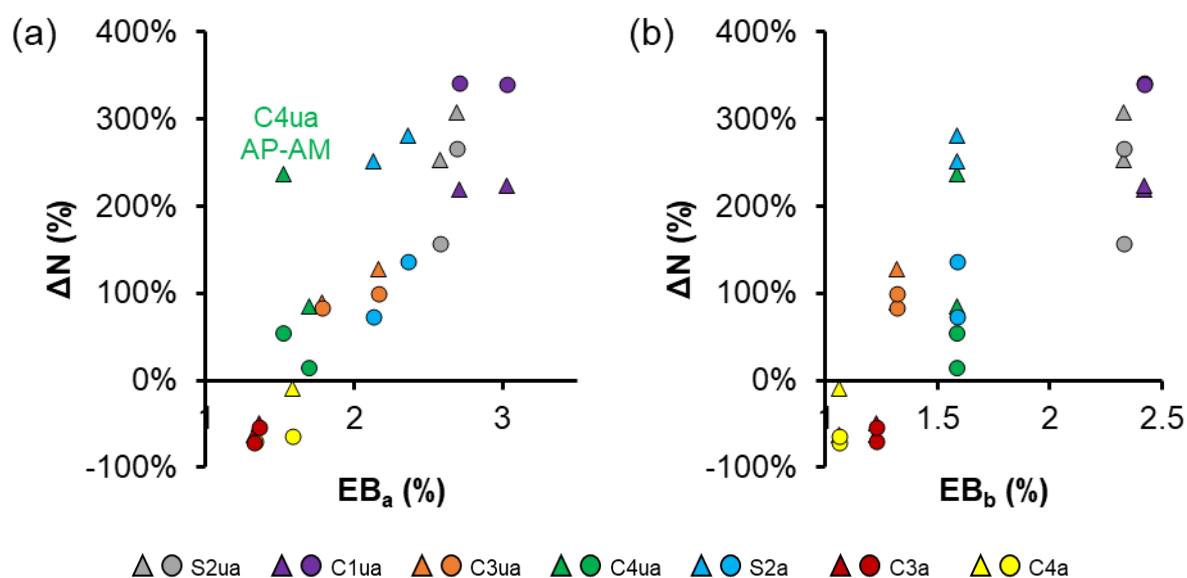 (a)
400%
300%
200%
100%
0%
-100%
ΔN (%)
C4ua
AP-AM
1
2
3
EBa (%)
(b)
400%
300%
200%
100%
0%
-100%
ΔN (%)
1
1.5
2
2.5
EBb (%)
S2ua C1ua C3ua C4ua S2a C3a C4a